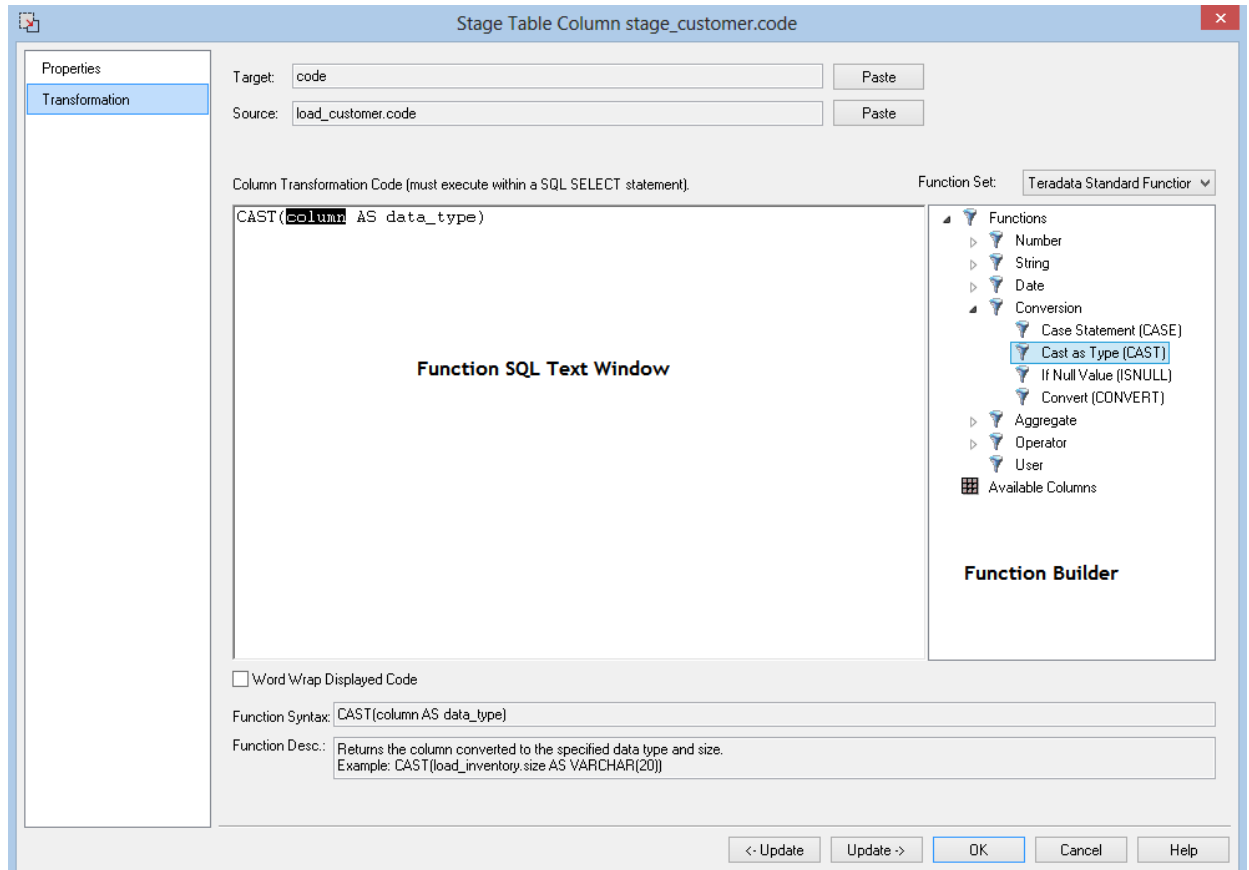 Stage Table Column stage_customer.code
Properties
Transformation
Target: code Paste
Source: load_customer.code Paste
Column Transformation Code (must execute within a SQL SELECT statement).
Function Set: Teradata Standard Function
CAST(column AS data_type)
Function SQL Text Window
Functions
Number
String
Date
Conversion
Case Statement (CASE)
Cast as Type (CAST)
If Null Value (ISNULL)
Convert (CONVERT)
Aggregate
Operator
User
Available Columns
Function Builder
Word Wrap Displayed Code
Function Syntax: CAST(column AS data_type)
Function Desc.: Returns the column converted to the specified data type and size.
Example: CAST(load_inventory.size AS VARCHAR(20))
<- Update Update -> OK Cancel Help